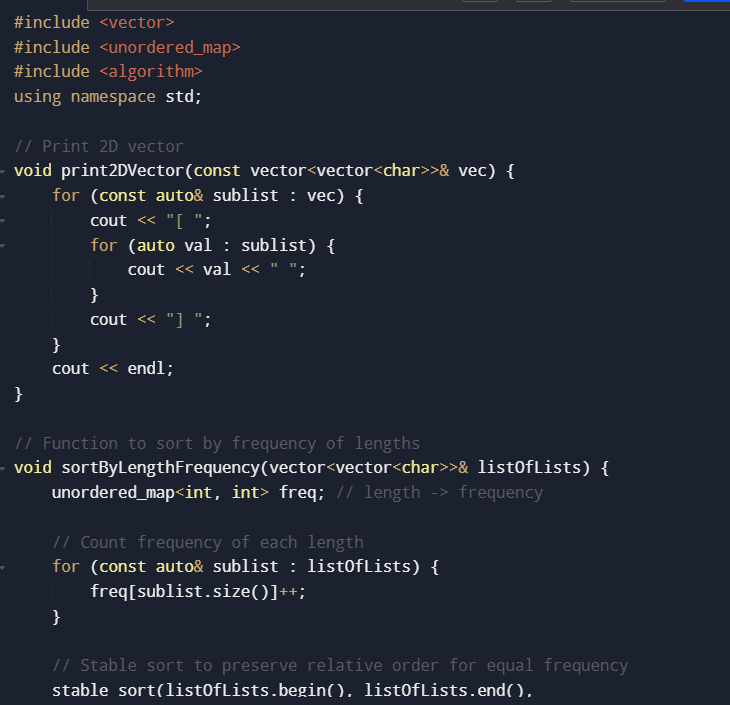 #include <vector>
#include <unordered_map>
#include <algorithm>
using namespace std;
// Print 2D vector
void print2DVector(const vector<vector<char>>& vec) {
for (const auto& sublist : vec) {
cout << "[ ";
for (auto val : sublist) {
cout << val << " ";
}
cout << "] ";
}
cout << endl;
}
// Function to sort by frequency of lengths
void sortByLengthFrequency(vector<vector<char>>& listOfLists) {
unordered_map<int, int> freq; // length -> frequency
// Count frequency of each length
for (const auto& sublist : listOfLists) {
freq[sublist.size()]++;
}
// Stable sort to preserve relative order for equal frequency
stable_sort(listOfLists.begin(), listOfLists.end(),